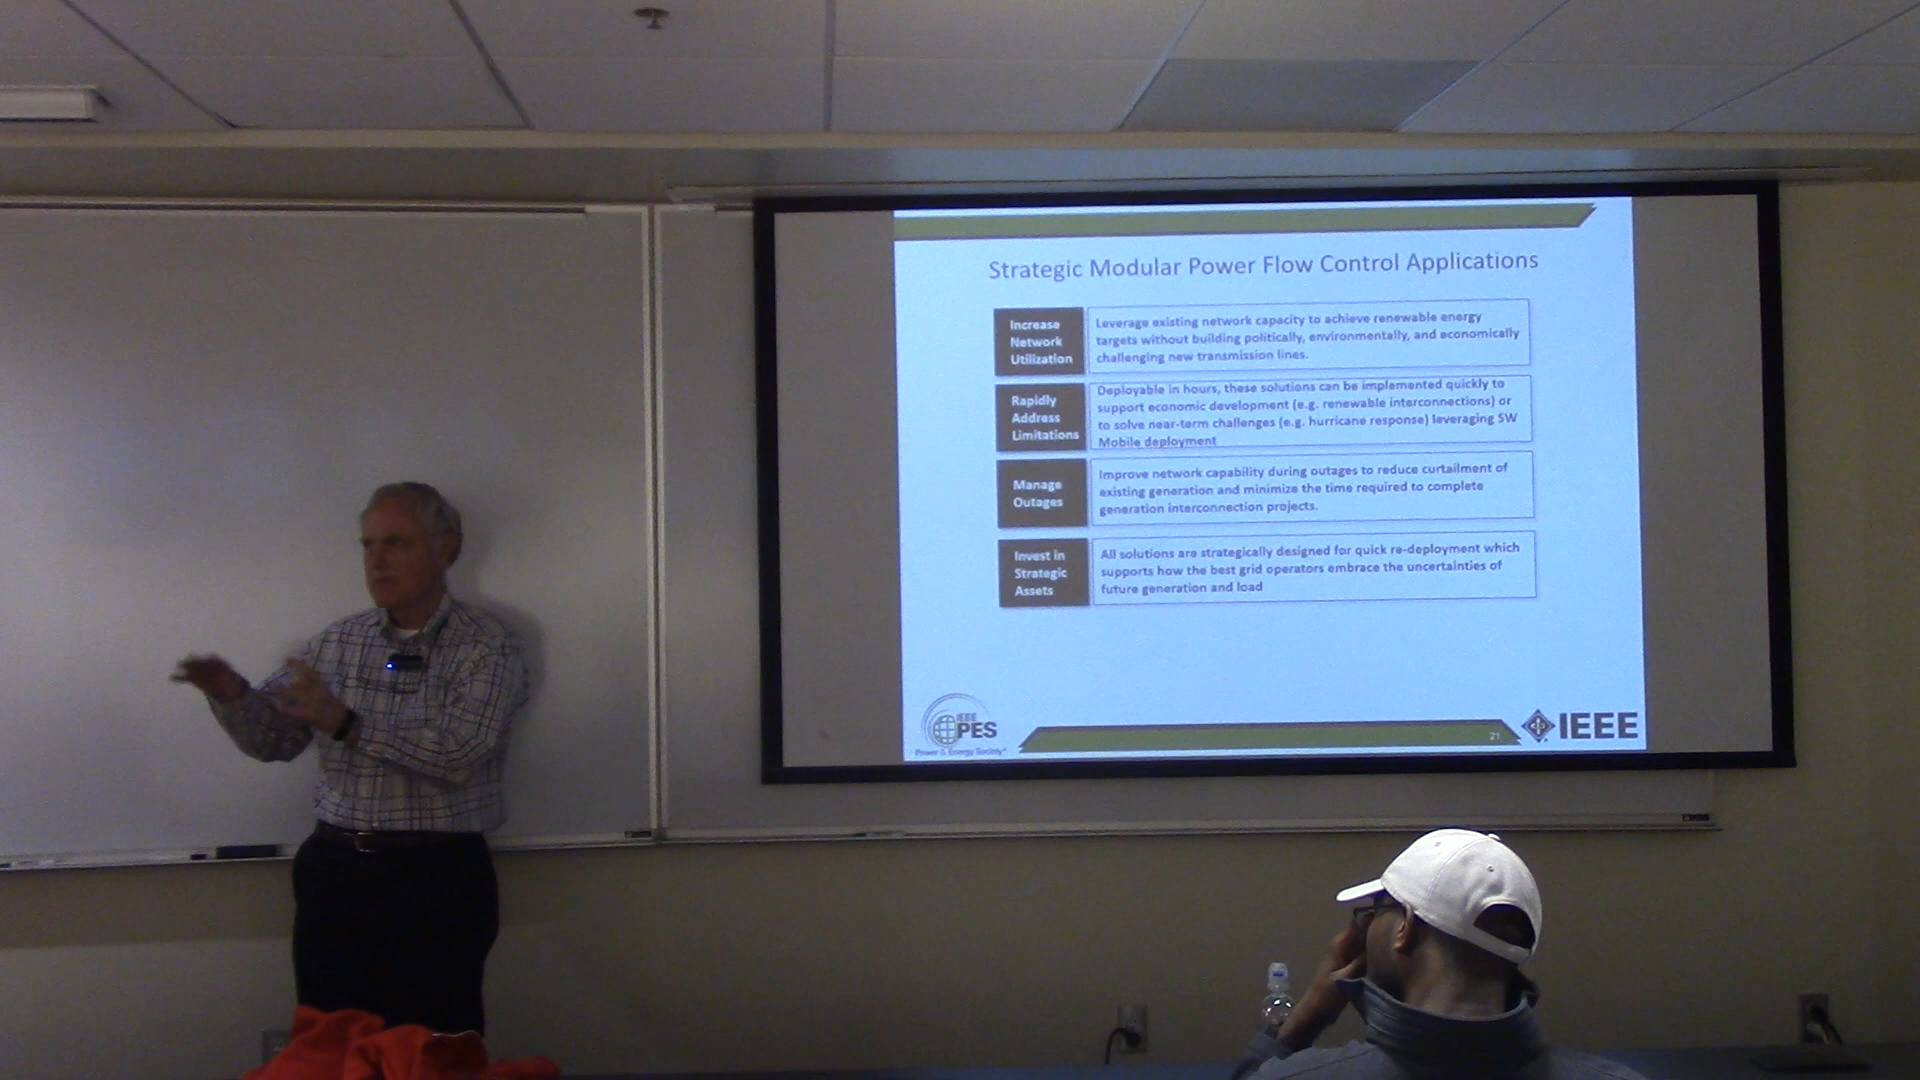 Strategic Modular Power Flow Control Applications
Increase
Network
Utilization
Leverage existing network capacity to achieve renewable energy
targets without building politically, environmentally, and economically
challenging new transmission lines.
Rapidly
Address
Limitations
Deployable in hours, these solutions can be implemented quickly to
support economic development (e.g. renewable interconnections) or
to solve near-term challenges (e.g. hurricane response) leveraging SW
Mobile deployment
Manage
Outages
Improve network capability during outages to reduce curtailment of
existing generation and minimize the time required to complete
generation interconnection projects.
Invest in
Strategic
Assets
All solutions are strategically designed for quick re-deployment which
supports how the best grid operators embrace the uncertainties of
future generation and load
IEEE
PES
Power & Energy Society®
21
IEEE